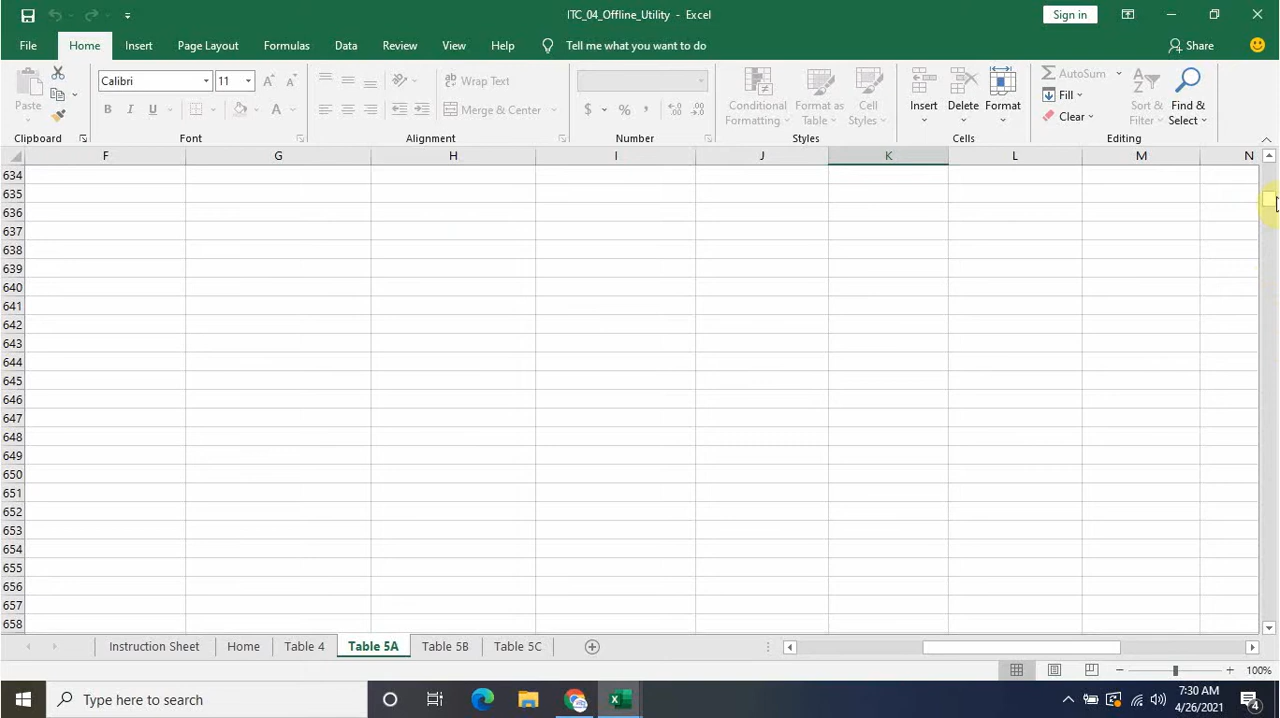 ITC_04_Offline_Utility - Excel
Sign in
File Home Insert Page Layout Formulas Data Review View Help Tell me what you want to do Share
Paste
Clipboard
Calibri 11
B I U
Font
Wrap Text
Merge & Center
Alignment
$ % ,
Number
Conditional Formatting
Format as Table
Cell Styles
Styles
Insert
Delete
Format
Cells
AutoSum
Fill
Clear
Sort & Filter
Find & Select
Editing
F G H I J K L M N
634
635
636
637
638
639
640
641
642
643
644
645
646
647
648
649
650
651
652
653
654
655
656
657
658
Instruction Sheet Home Table 4 Table 5A Table 5B Table 5C
100%
Type here to search
7:30 AM
4/26/2021
4